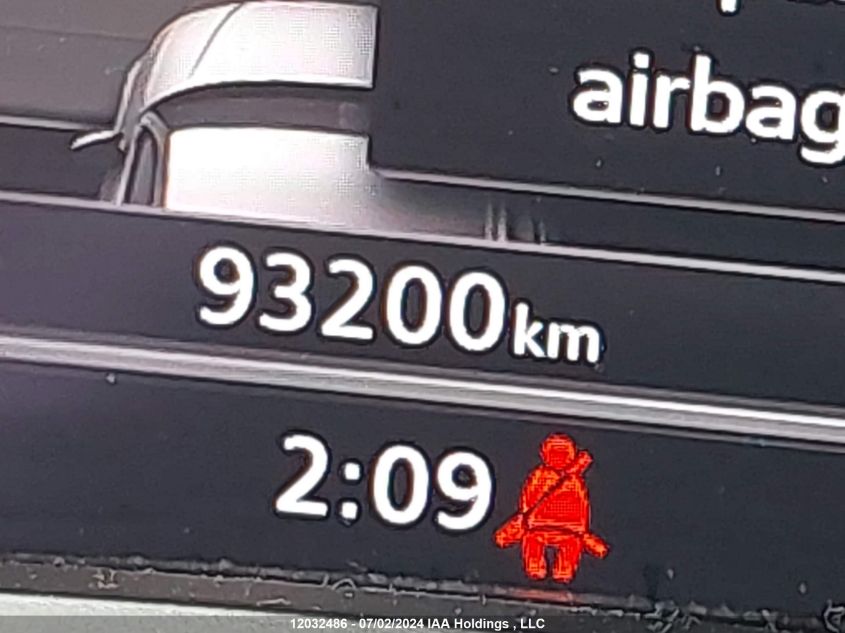 airbag
93200km
2:09
12032486 - 07/02/2024 IAA Holdings , LLC